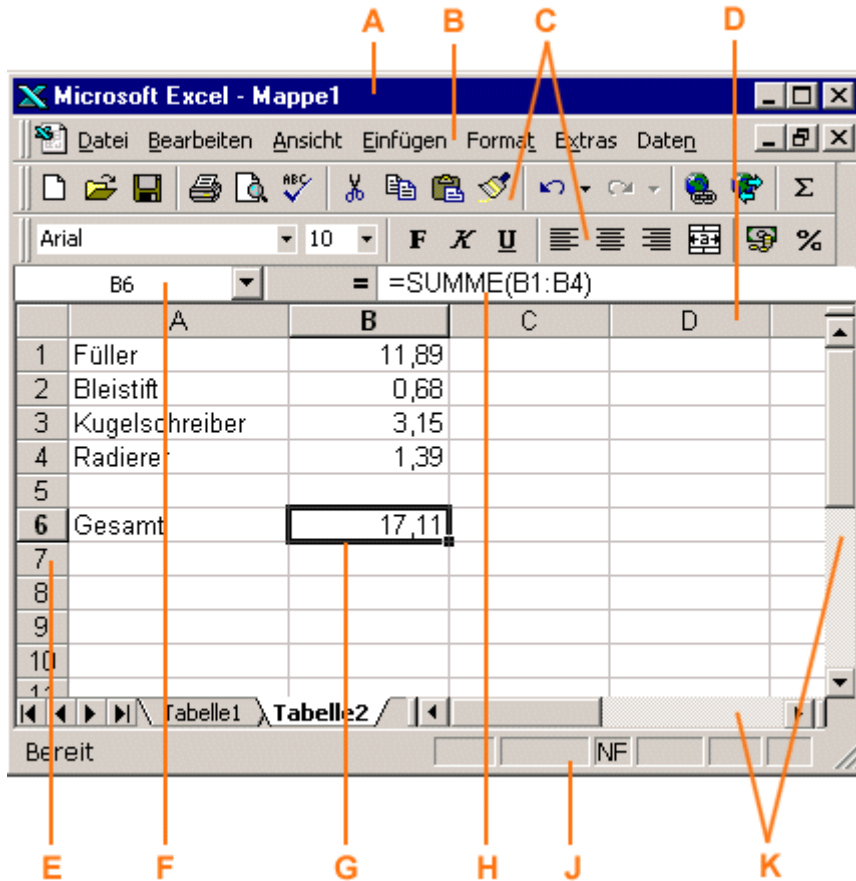 A B C D
Microsoft Excel - Mappe1
Datei Bearbeiten Ansicht Einfügen Format Extras Daten
ABC Σ
Arial 10 F K U a %
B6 = =SUMME(B1:B4)
A B C D
1 Füller 11,89
2 Bleistift 0,68
3 Kugelschreiber 3,15
4 Radierer 1,39
5
6 Gesamt 17,11
7
8
9
10
11
Tabelle1 Tabelle2
Bereit NF
E F G H J K